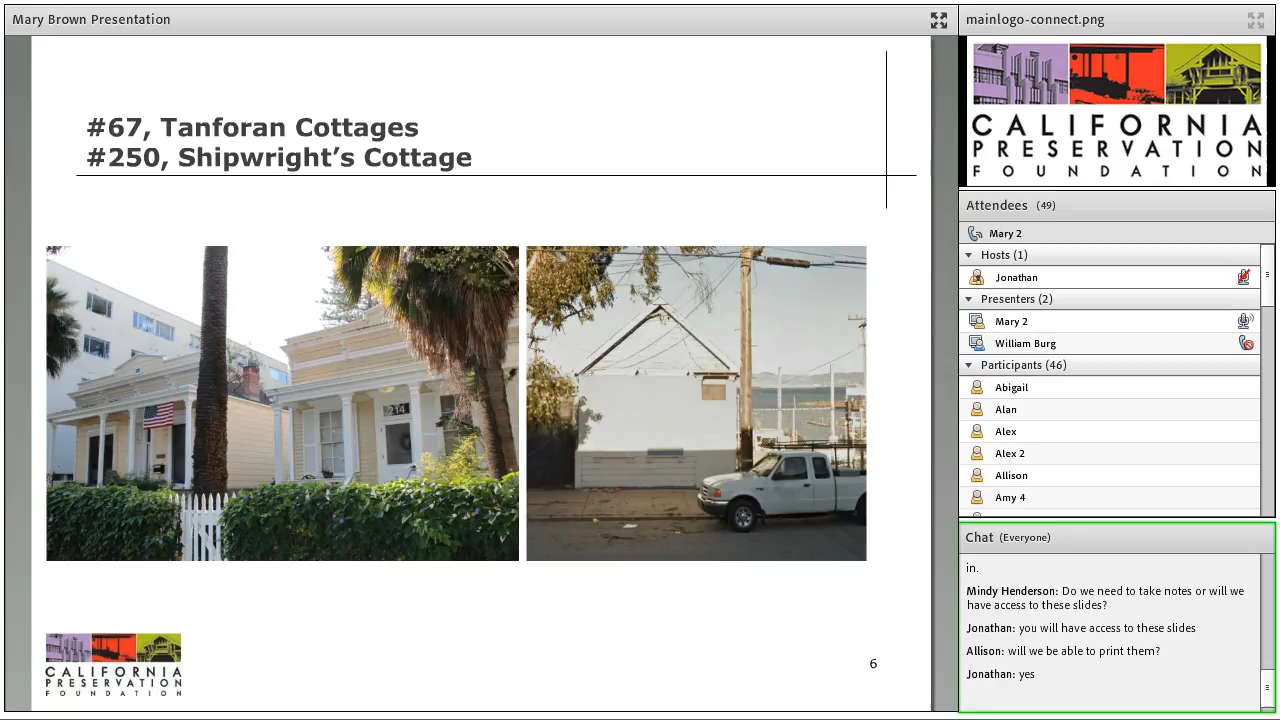 Mary Brown Presentation
#67, Tanforan Cottages
#250, Shipwright's Cottage
214
CALIFORNIA
PRESERVATION
FOUNDATION
6
mainlogo-connect.png
CALIFORNIA
PRESERVATION
FOUNDATION
Attendees (49)
Mary 2
Hosts (1)
Jonathan
Presenters (2)
Mary 2
William Burg
Participants (46)
Abigail
Alan
Alex
Alex 2
Allison
Amy 4
Chat (Everyone)
in.
Mindy Henderson: Do we need to take notes or will we
have access to these slides?
Jonathan: you will have access to these slides
Allison: will we be able to print them?
Jonathan: yes